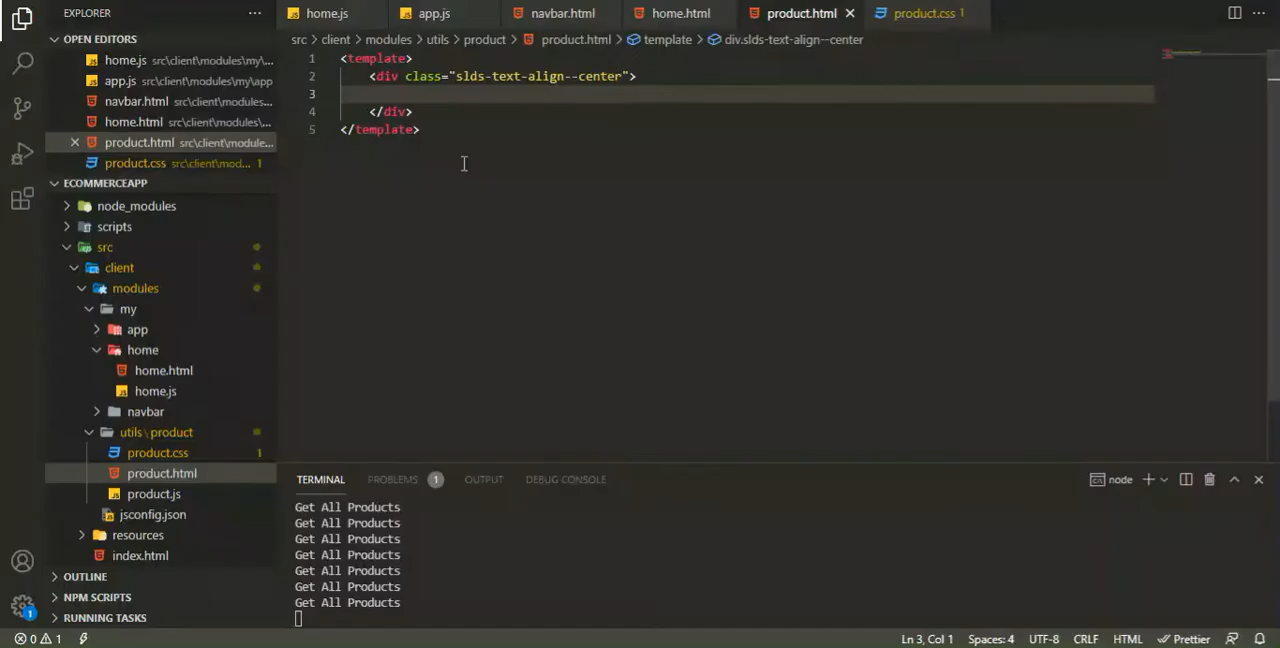 EXPLORER
OPEN EDITORS
home.js src\client\modules\my\...
app.js src\client\modules\my\app
navbar.html src\client\modules...
home.html src\client\modules\...
product.html src\client\module...
product.css src\client\mod... 1
ECOMMERCEAPP
node_modules
scripts
src
client
modules
my
app
home
home.html
home.js
navbar
utils\product
product.css 1
product.html
product.js
jsconfig.json
resources
index.html
OUTLINE
NPM SCRIPTS
RUNNING TASKS
home.js app.js navbar.html home.html product.html product.css 1
src > client > modules > utils > product > product.html > template > div.slds-text-align--center
1 <template>
2 <div class="slds-text-align--center">
3
4 </div>
5 </template>
TERMINAL PROBLEMS 1 OUTPUT DEBUG CONSOLE node
Get All Products
Get All Products
Get All Products
Get All Products
Get All Products
Get All Products
Get All Products
1
0 1 Ln 3, Col 1 Spaces: 4 UTF-8 CRLF HTML Prettier